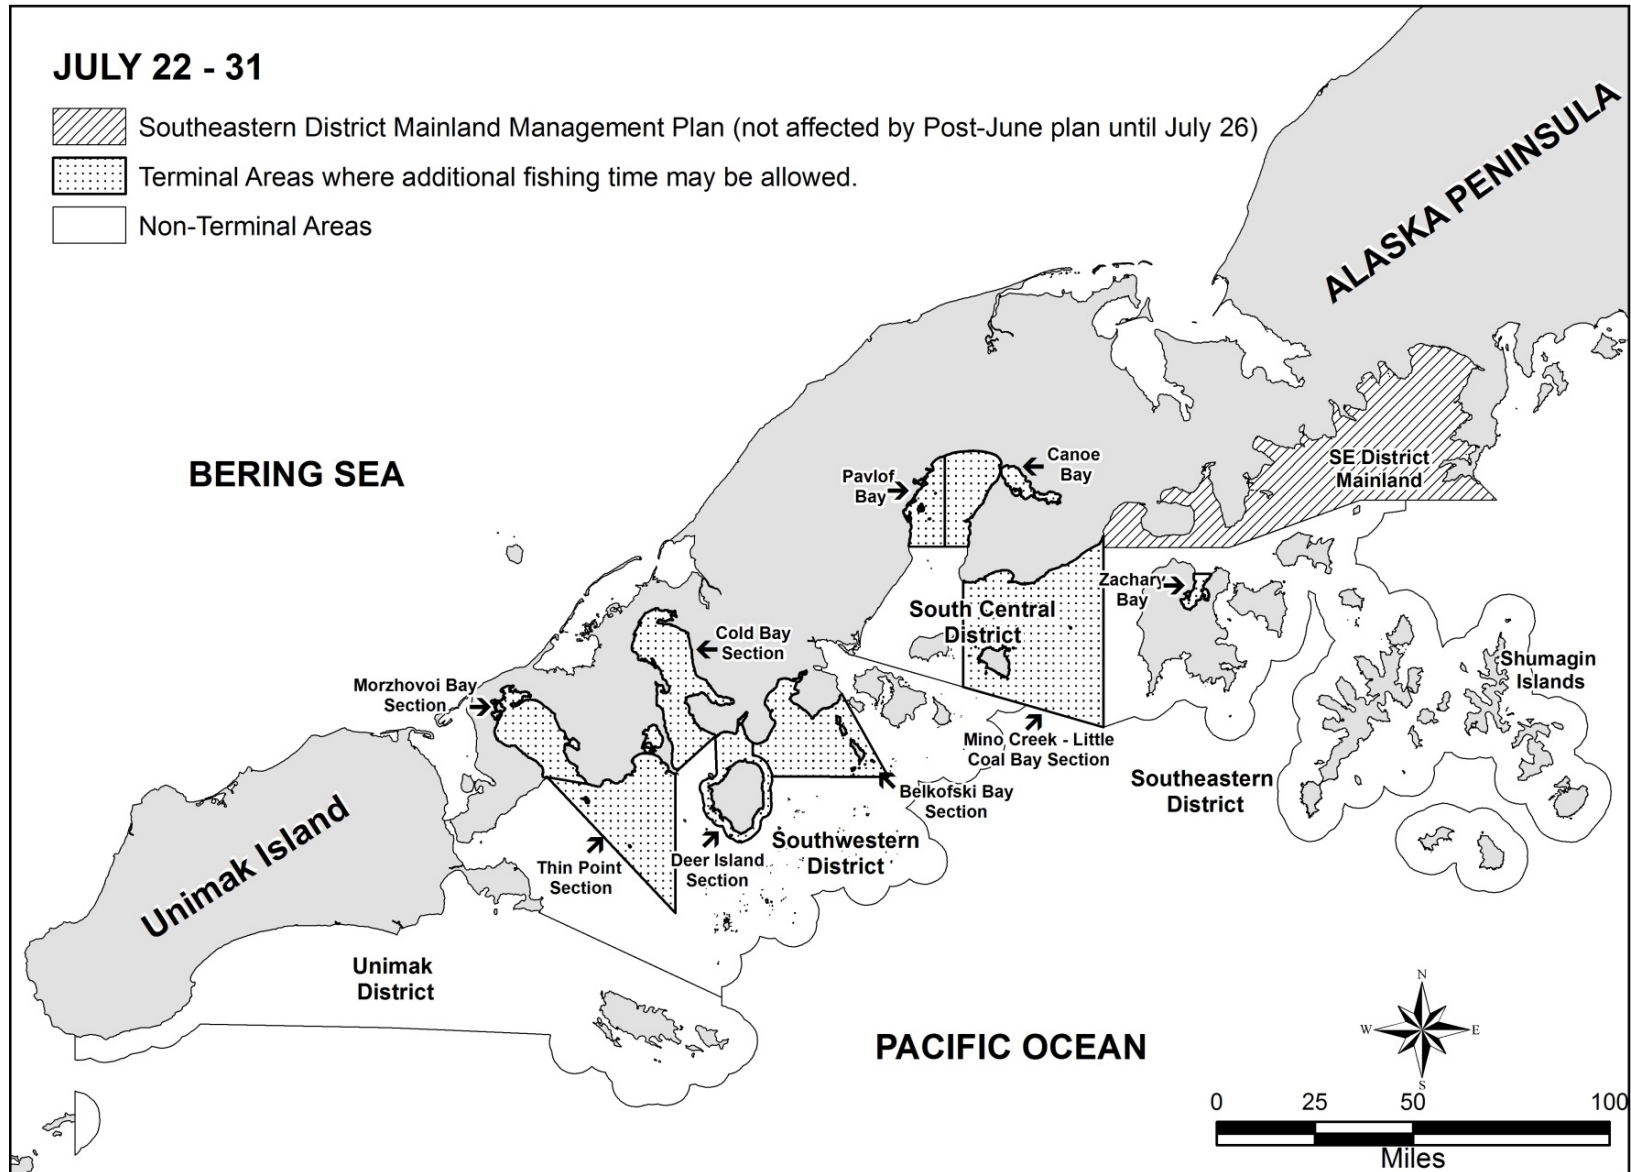 JULY 22 - 31
Southeastern District Mainland Management Plan (not affected by Post-June plan until July 26)
Terminal Areas where additional fishing time may be allowed.
Non-Terminal Areas
ALASKA PENINSULA
BERING SEA
Pavlof
Bay
Canoe
Bay
SE District
Mainland
Zachary
Bay
South Central
District
Cold Bay
Section
Shumagin
Islands
Morzhovoi Bay
Section
Mino Creek - Little
Coal Bay Section
Southeastern
District
Belkofski Bay
Section
Unimak Island
Southwestern
District
Deer Island
Section
Thin Point
Section
Unimak
District
PACIFIC OCEAN
N
W
E
S
0 25 50 100
Miles